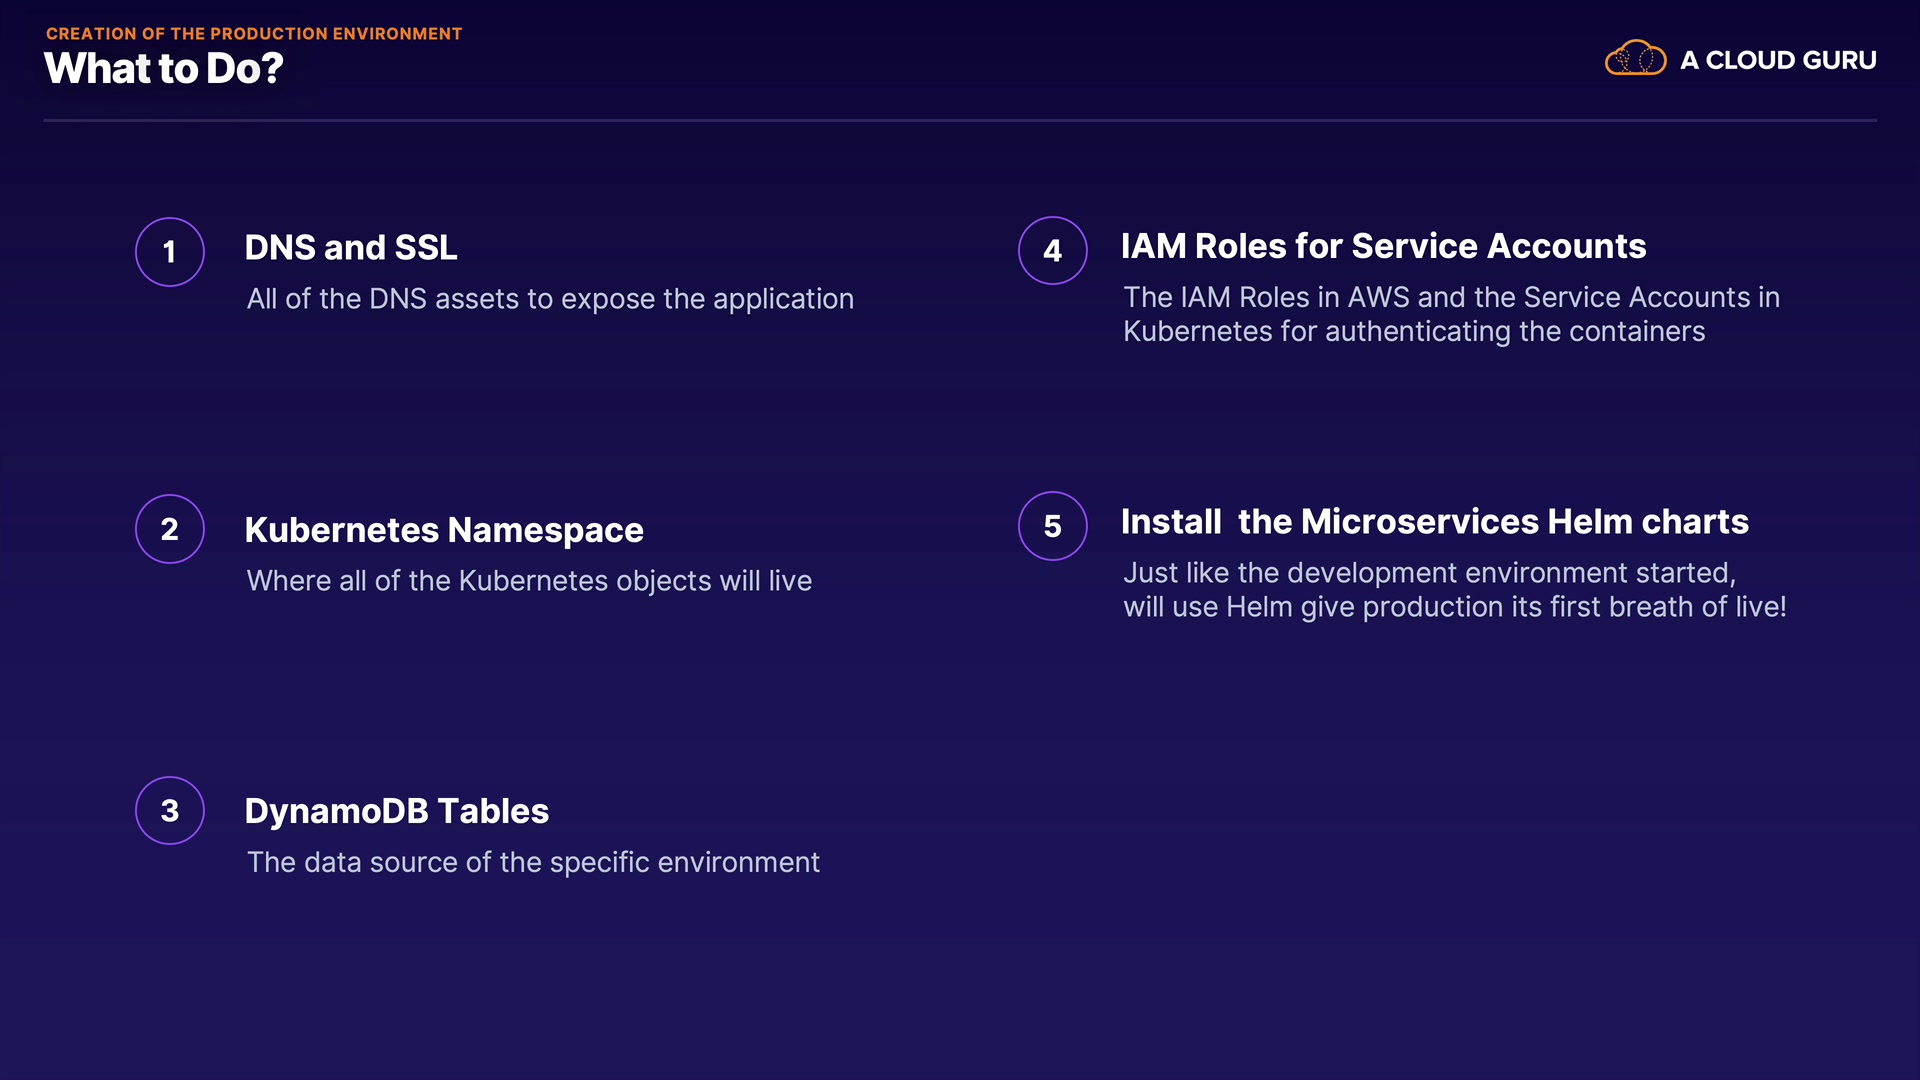 CREATION OF THE PRODUCTION ENVIRONMENT
What to Do?
A CLOUD GURU
1
DNS and SSL
All of the DNS assets to expose the application
2
Kubernetes Namespace
Where all of the Kubernetes objects will live
3
DynamoDB Tables
The data source of the specific environment
4
IAM Roles for Service Accounts
The IAM Roles in AWS and the Service Accounts in
Kubernetes for authenticating the containers
5
Install  the Microservices Helm charts
Just like the development environment started,
will use Helm give production its first breath of live!